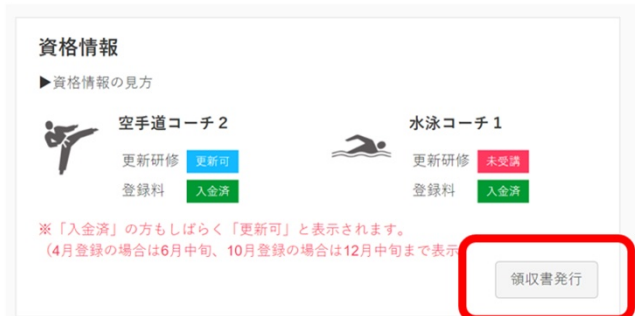 資格情報
▶資格情報の見方
空手道コーチ2
水泳コーチ1
更新研修 更新可
更新研修 未受講
登録料 入金済
登録料 入金済
※「入金済」の方もしばらく「更新可」と表示されます。
（4月登録の場合は6月中旬、10月登録の場合は12月中旬まで表示
領収書発行